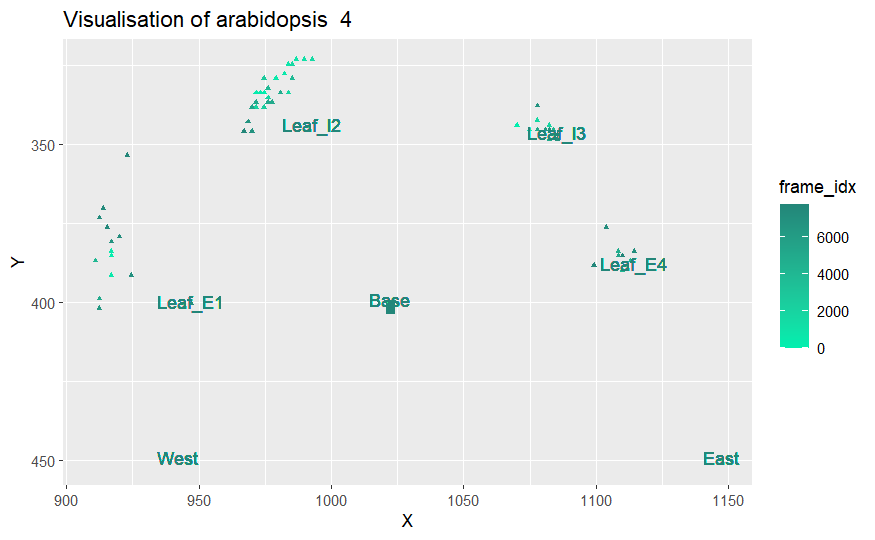 Visualisation of arabidopsis  4
Leaf_I2
Leaf_I3
350
frame_idx
6000
Y
Leaf_E4
4000
400
Leaf_E1
Base
2000
0
450
West
East
900
950
1000
1050
1100
1150
X